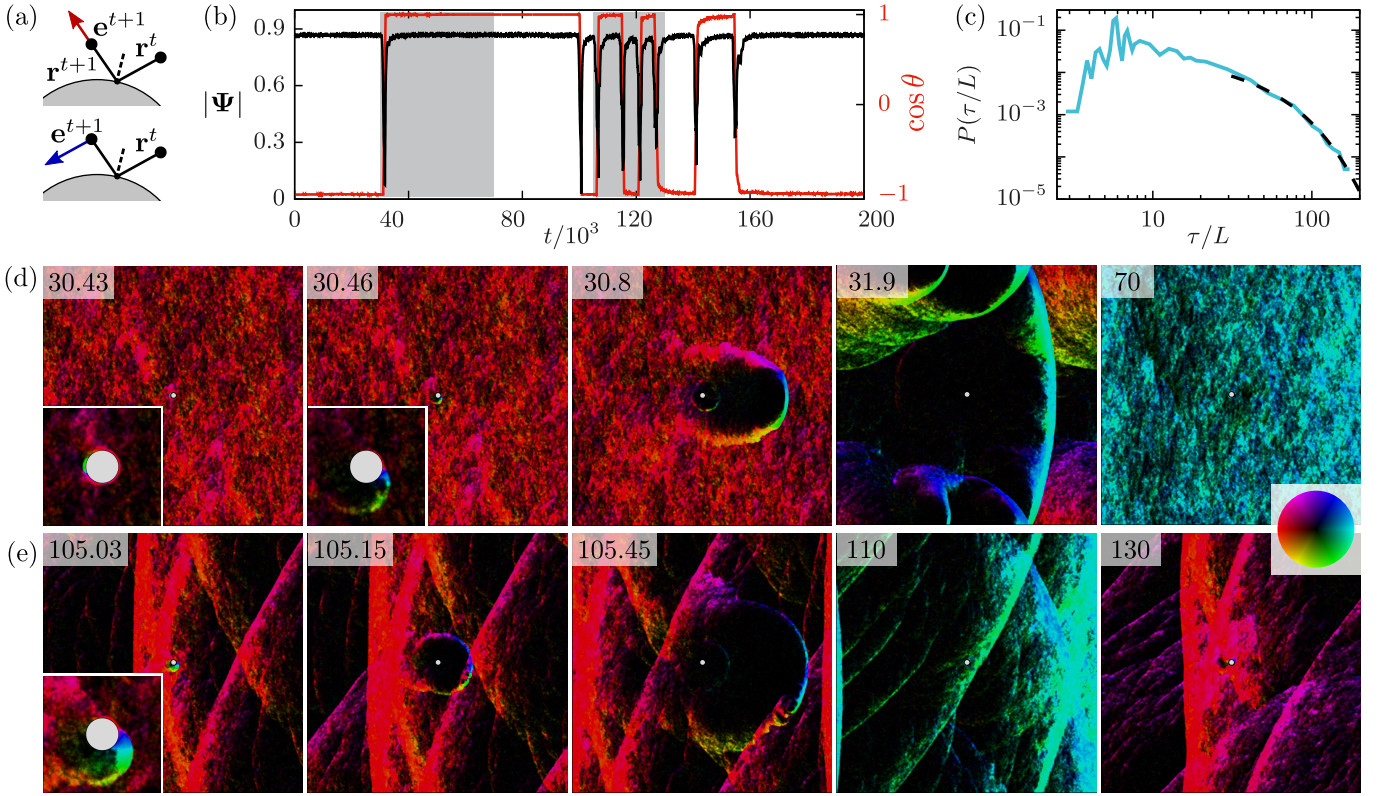 (a)
e^{t+1}
r^t
r^{t+1}
e^{t+1}
r^t
(b)
0.9
0.6
0.3
0
|Ψ|
1
0
−1
cos θ
0 40 80 120 160 200
t/10^3
(c)
10^{−1}
10^{−3}
10^{−5}
P(τ/L)
10 100
τ/L
(d)
30.43 30.46 30.8 31.9 70
(e)
105.03 105.15 105.45 110 130